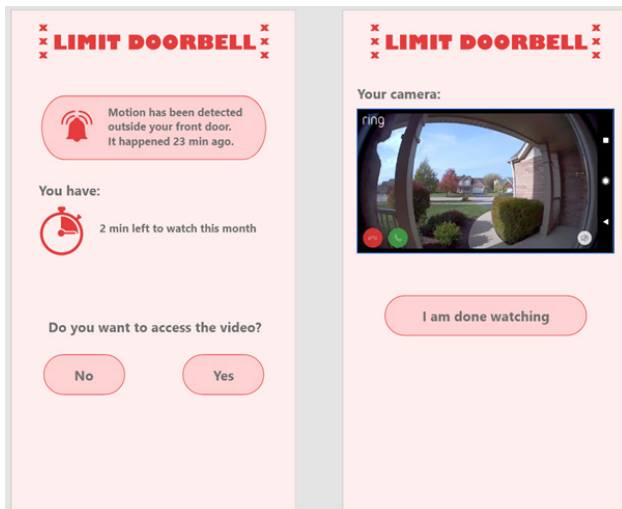 LIMIT DOORBELL
Motion has been detected
outside your front door.
It happened 23 min ago.
You have:
2 min left to watch this month
Do you want to access the video?
No
Yes
LIMIT DOORBELL
Your camera:
ring
I am done watching